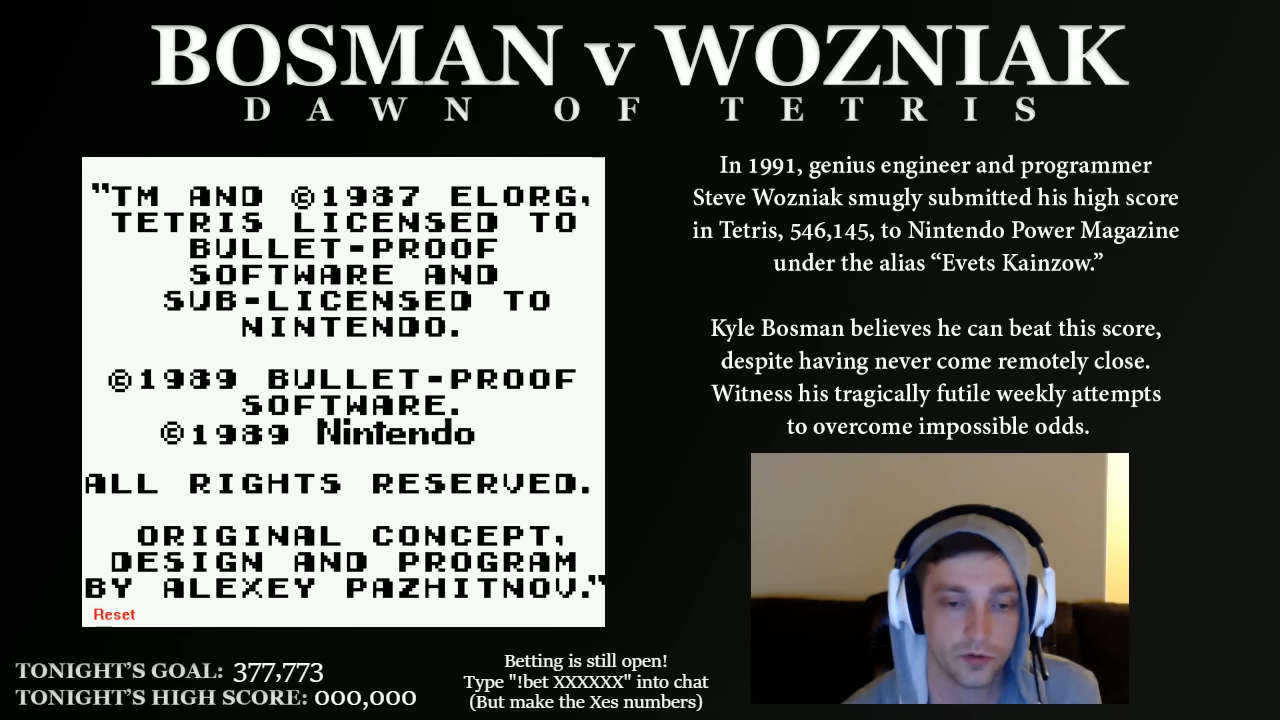 BOSMAN v WOZNIAK
DAWN OF TETRIS
"TM AND ©1987 ELORG,
TETRIS LICENSED TO
BULLET-PROOF
SOFTWARE AND
SUB-LICENSED TO
NINTENDO.
©1989 BULLET-PROOF
SOFTWARE.
©1989 Nintendo
ALL RIGHTS RESERVED.
ORIGINAL CONCEPT,
DESIGN AND PROGRAM
BY ALEXEY PAZHITNOV."
Reset
In 1991, genius engineer and programmer
Steve Wozniak smugly submitted his high score
in Tetris, 546,145, to Nintendo Power Magazine
under the alias “Evets Kainzow.”
Kyle Bosman believes he can beat this score,
despite having never come remotely close.
Witness his tragically futile weekly attempts
to overcome impossible odds.
TONIGHT'S GOAL: 377,773
TONIGHT'S HIGH SCORE: 000,000
Betting is still open!
Type "!bet XXXXXX" into chat
(But make the Xes numbers)